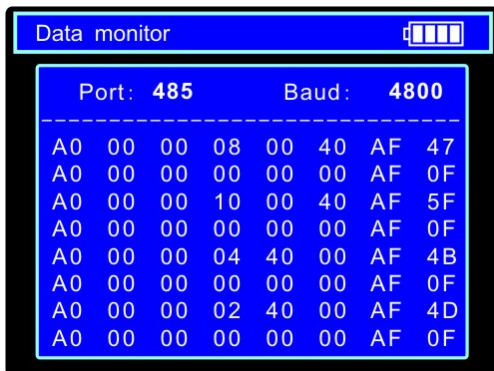 Data monitor
Port: 485 Baud: 4800
A0 00 00 08 00 40 AF 47
A0 00 00 00 00 00 AF 0F
A0 00 00 10 00 40 AF 5F
A0 00 00 00 00 00 AF 0F
A0 00 00 04 40 00 AF 4B
A0 00 00 00 00 00 AF 0F
A0 00 00 02 40 00 AF 4D
A0 00 00 00 00 00 AF 0F